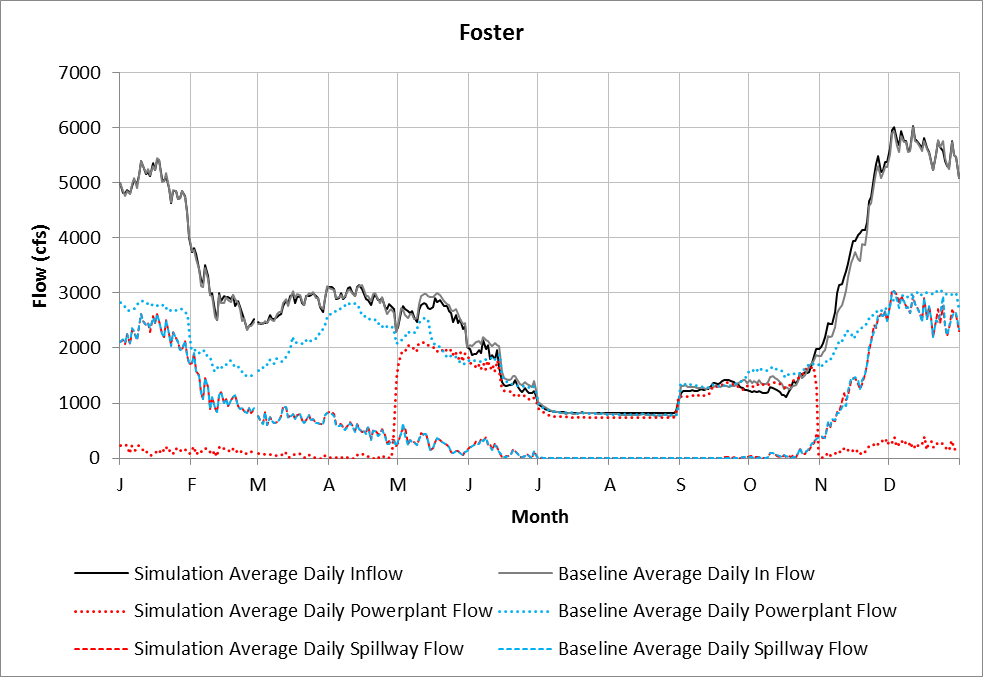 Foster
7000
6000
5000
4000
3000
2000
1000
0
Flow (cfs)
J F M A M J J A S O N D
Month
Simulation Average Daily Inflow
Baseline Average Daily In Flow
Simulation Average Daily Powerplant Flow
Baseline Average Daily Powerplant Flow
Simulation Average Daily Spillway Flow
Baseline Average Daily Spillway Flow